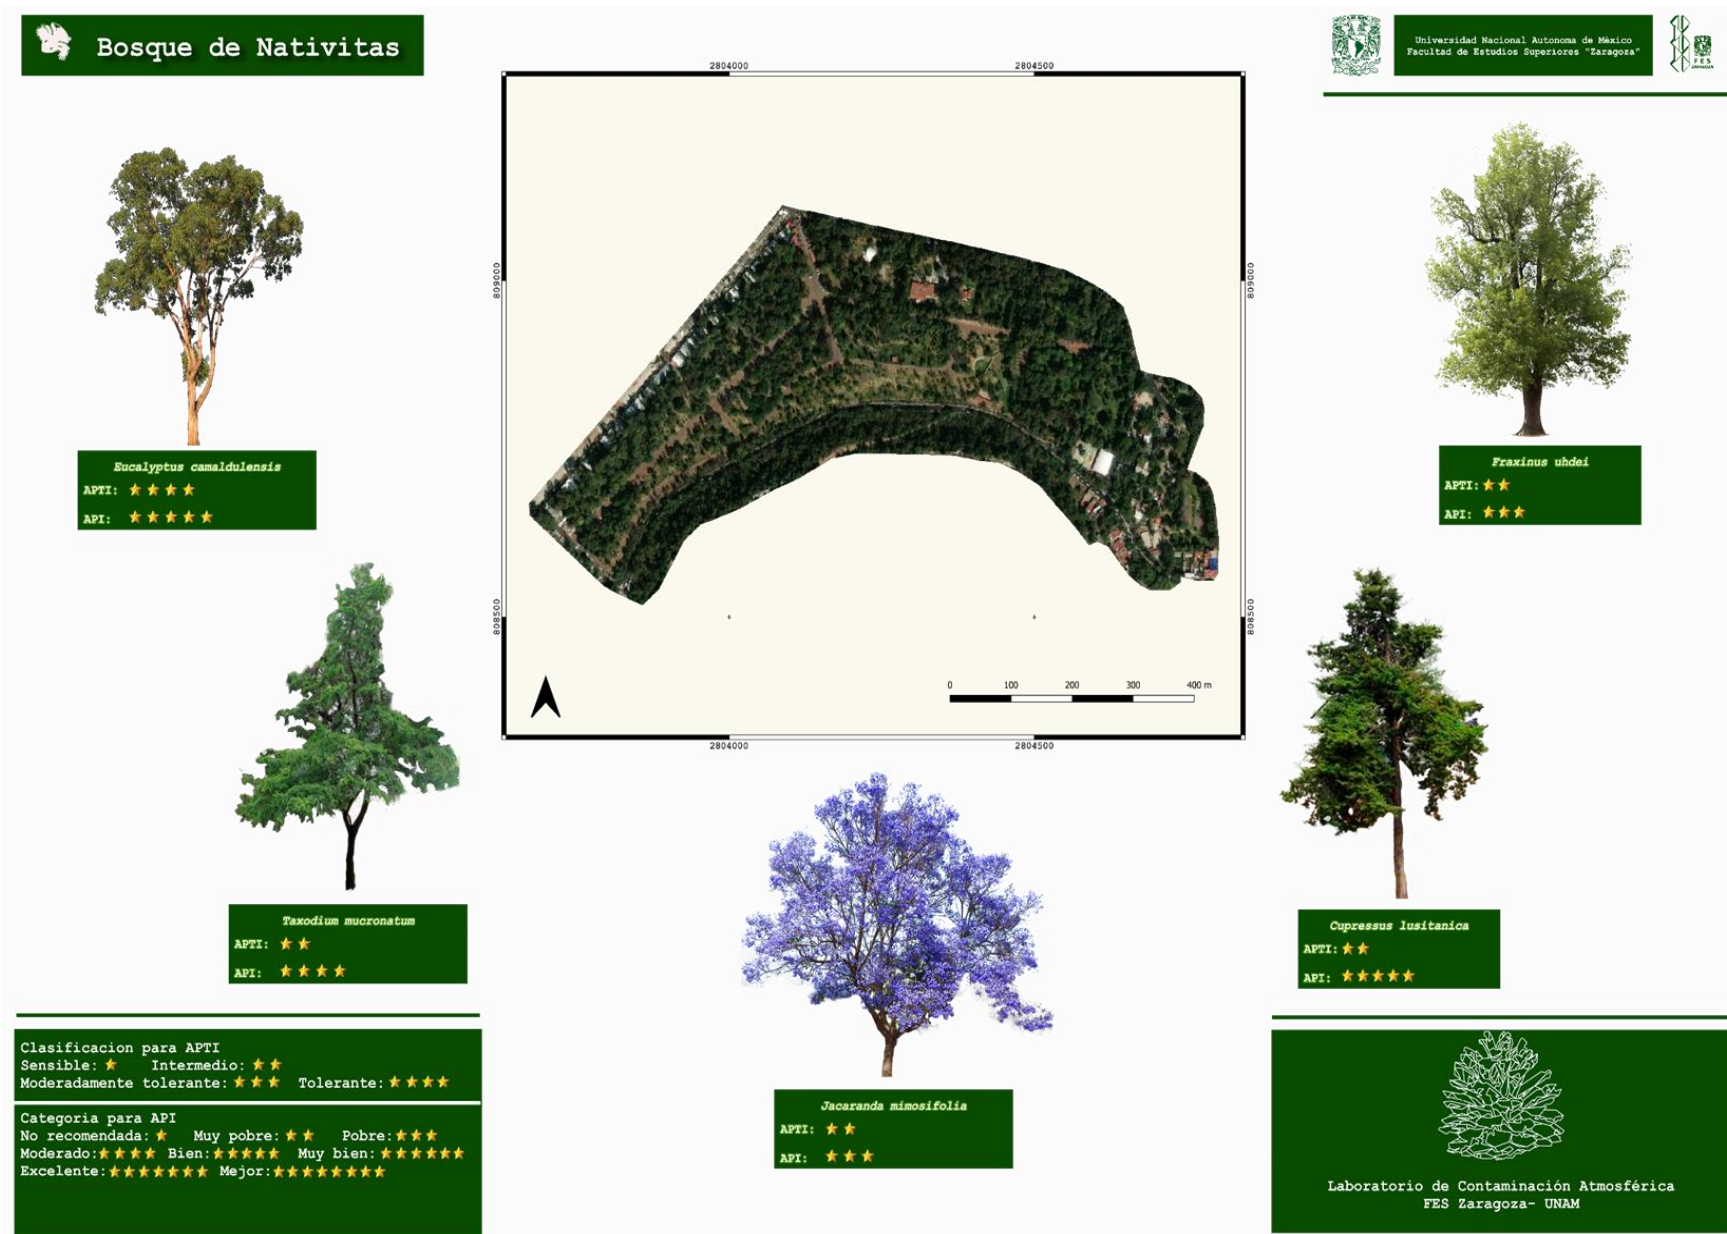 Bosque de Nativitas
Universidad Nacional Autonoma de México
Facultad de Estudios Superiores "Zaragoza"
FES
ZARAGOZA
2804000
2804500
809000
809000
808500
808500
0 100 200 300 400 m
2804000
2804500
Eucalyptus camaldulensis
APTI:
API:
Fraxinus uhdei
APTI:
API:
Taxodium mucronatum
APTI:
API:
Cupressus lusitanica
APTI:
API:
Jacaranda mimosifolia
APTI:
API:
Clasificacion para APTI
Sensible: Intermedio:
Moderadamente tolerante: Tolerante:
Categoria para API
No recomendada: Muy pobre: Pobre:
Moderado: Bien: Muy bien:
Excelente: Mejor:
Laboratorio de Contaminación Atmosférica
FES Zaragoza- UNAM